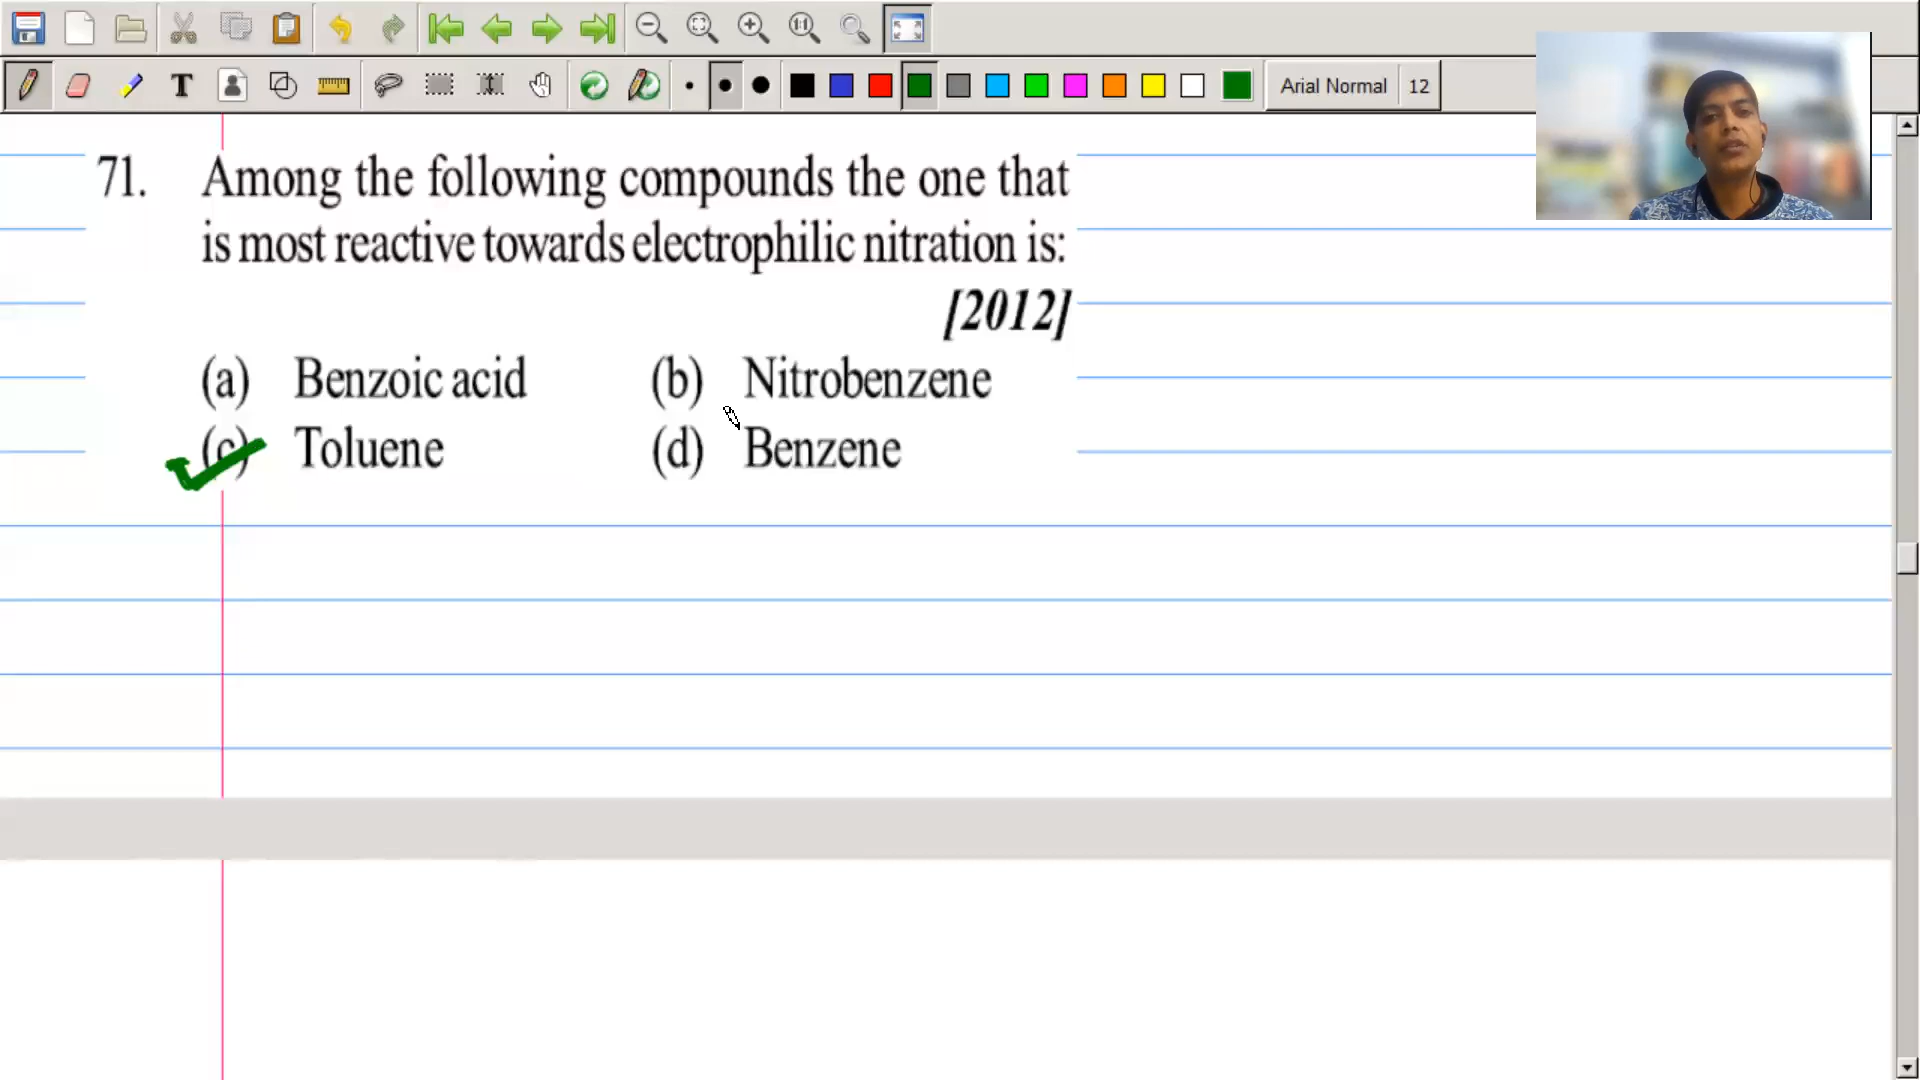 T
Arial Normal 12
71. Among the following compounds the one that
is most reactive towards electrophilic nitration is:
[2012]
(a) Benzoic acid (b) Nitrobenzene
(c) Toluene (d) Benzene